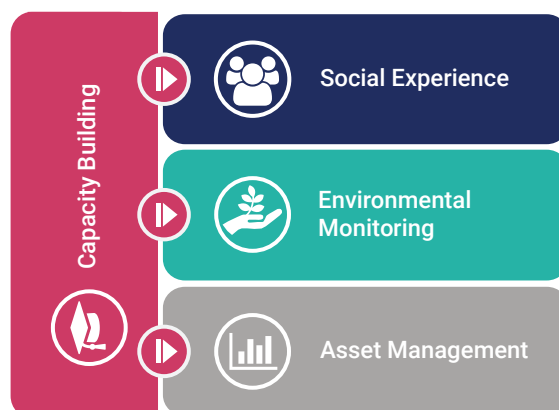 Capacity Building
Social Experience
Environmental
Monitoring
Asset Management